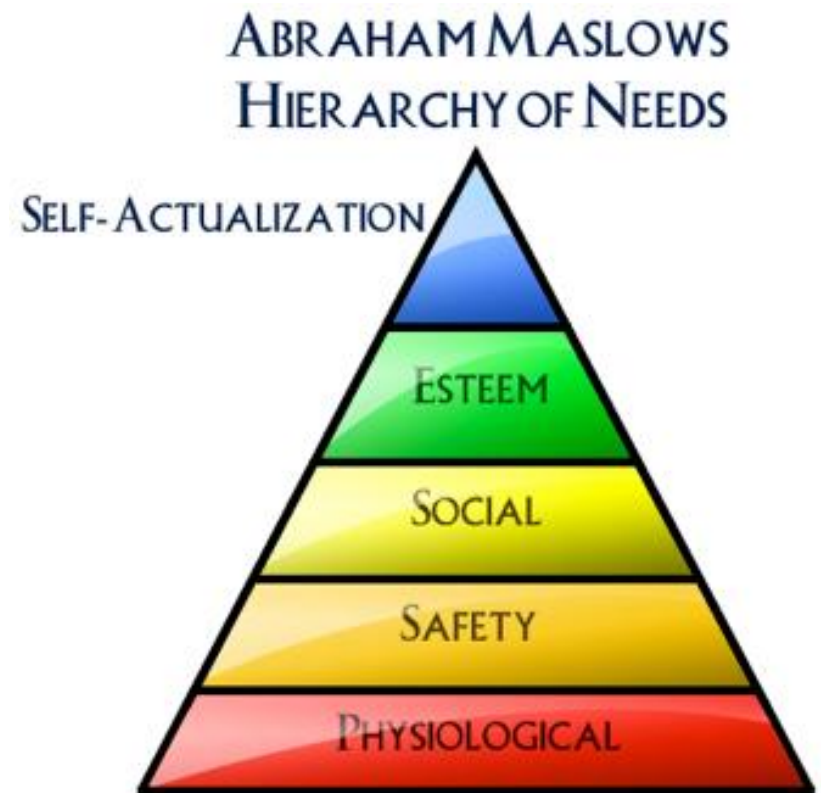 ABRAHAM MASLOWS
HIERARCHY OF NEEDS
SELF-ACTUALIZATION
ESTEEM
SOCIAL
SAFETY
PHYSIOLOGICAL